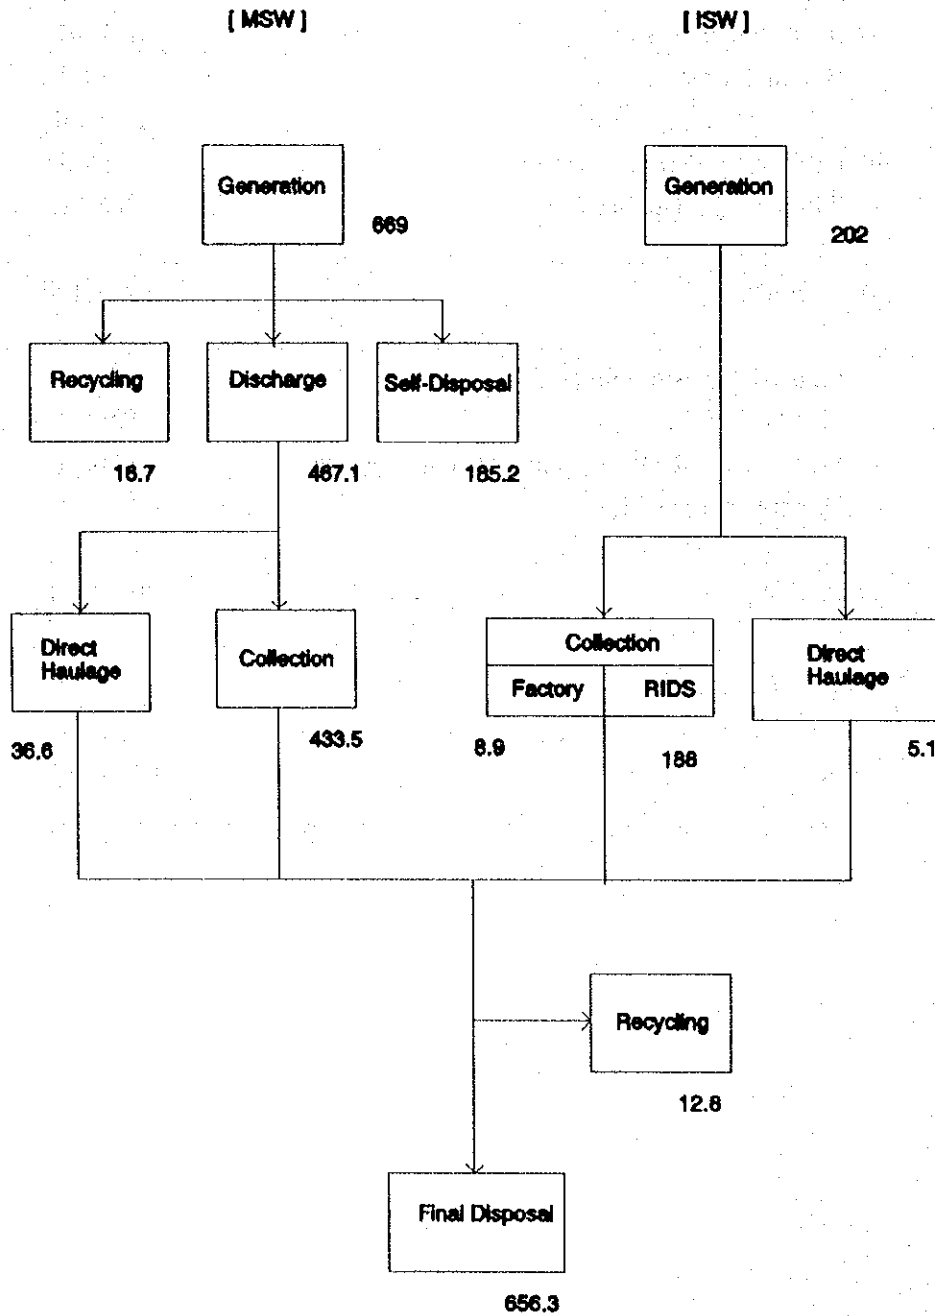 [ MSW ]
[ ISW ]
Generation
669
Generation
202
Recycling
Discharge
Self-Disposal
16.7
467.1
185.2
Direct
Haulage
Collection
Collection
Factory
RIDS
Direct
Haulage
36.6
433.5
8.9
188
5.1
Recycling
12.8
Final Disposal
656.3